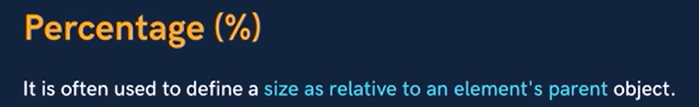 Percentage (%)
It is often used to define a size as relative to an element's parent object.